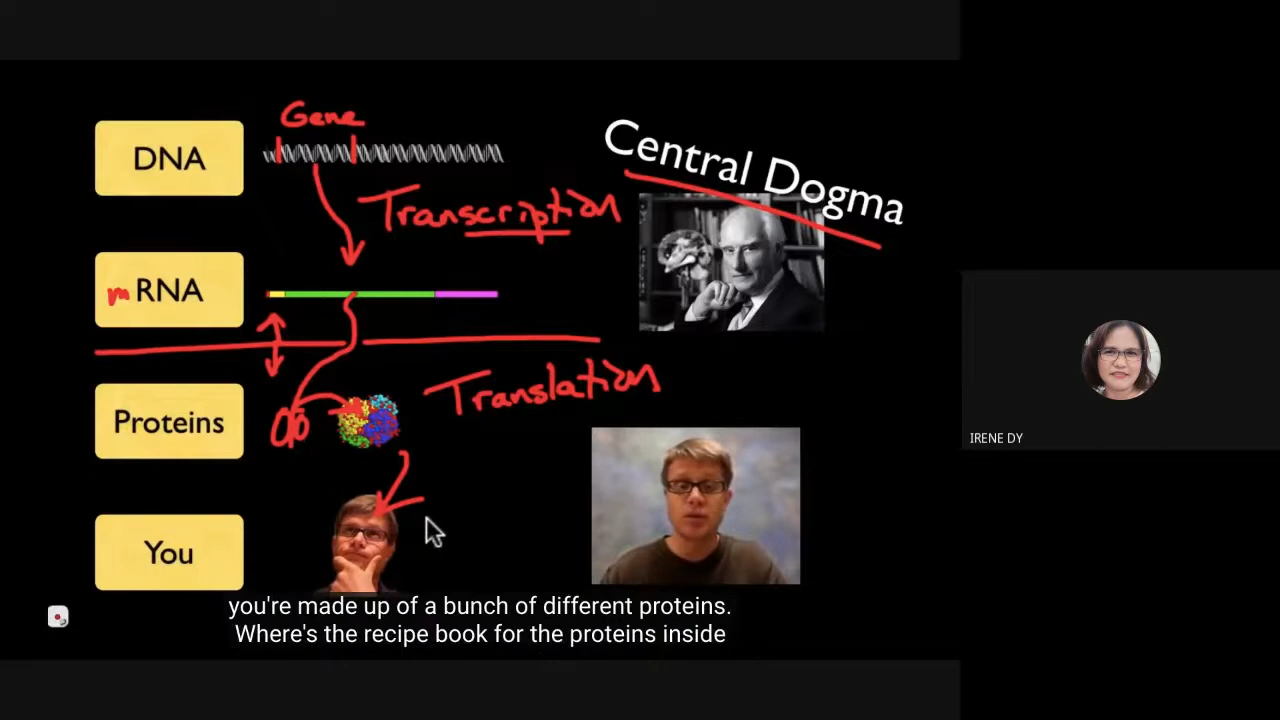 Gene
DNA
Central Dogma
Transcription
mRNA
Translation
Proteins
IRENE DY
You
you're made up of a bunch of different proteins.
Where's the recipe book for the proteins inside